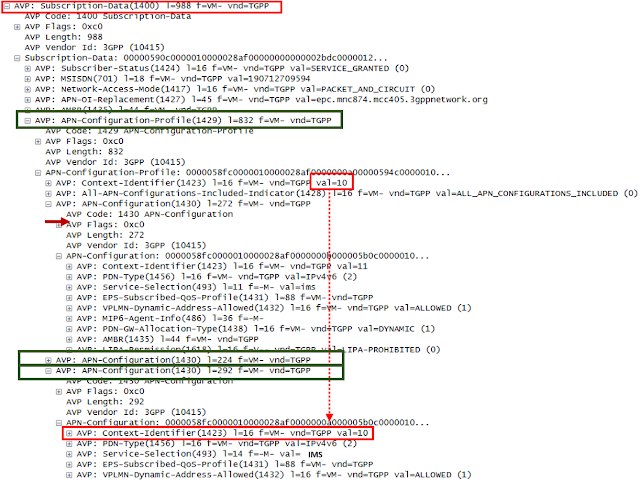 AVP: Subscription-Data(1400) l=988 f=VM- vnd=TGPP
AVP Code: 1400 Subscription-Data
AVP Flags: 0xc0
AVP Length: 988
AVP Vendor Id: 3GPP (10415)
Subscription-Data: 00000590c000010000028af0000000000002bdc0000012...
AVP: Subscriber-Status(1424) l=16 f=VM- vnd=TGPP val=SERVICE_GRANTED (0)
AVP: MSISDN(701) l=18 f=VM- vnd=TGPP val=190712709594
AVP: Network-Access-Mode(1417) l=16 f=VM- vnd=TGPP val=PACKET_AND_CIRCUIT (0)
AVP: APN-OI-Replacement(1427) l=45 f=VM- vnd=TGPP val=epc.mnc874.mcc405.3gppnetwork.org
AVP: AMBR(1435) l=44 f=VM- vnd=TGPP
AVP: APN-Configuration-Profile(1429) l=832 f=VM- vnd=TGPP
AVP Code: 1429 APN-Configuration-Profile
AVP Flags: 0xc0
AVP Length: 832
AVP Vendor Id: 3GPP (10415)
APN-Configuration-Profile: 0000058fc0000010000028af0000000a00000594c0000010...
AVP: Context-Identifier(1423) l=16 f=VM- vnd=TGPP val=10
AVP: All-APN-Configurations-Included-Indicator(1428) l=16 f=VM- vnd=TGPP val=ALL_APN_CONFIGURATIONS_INCLUDED (0)
AVP: APN-Configuration(1430) l=272 f=VM- vnd=TGPP
AVP Code: 1430 APN-Configuration
AVP Flags: 0xc0
AVP Length: 272
AVP Vendor Id: 3GPP (10415)
APN-Configuration: 0000058fc0000010000028af0000000b000005b0c0000010...
AVP: Context-Identifier(1423) l=16 f=VM- vnd=TGPP val=11
AVP: PDN-Type(1456) l=16 f=VM- vnd=TGPP val=IPv4v6 (2)
AVP: Service-Selection(493) l=11 f=-M- val=ims
AVP: EPS-Subscribed-QoS-Profile(1431) l=88 f=VM- vnd=TGPP
AVP: VPLMN-Dynamic-Address-Allowed(1432) l=16 f=VM- vnd=TGPP val=ALLOWED (1)
AVP: MIP6-Agent-Info(486) l=36 f=-M-
AVP: PDN-GW-Allocation-Type(1438) l=16 f=VM- vnd=TGPP val=DYNAMIC (1)
AVP: AMBR(1435) l=44 f=VM- vnd=TGPP
AVP: LIPA-Permission(1618) l=16 f=V-- vnd=TGPP val=LIPA-PROHIBITED (0)
AVP: APN-Configuration(1430) l=224 f=VM- vnd=TGPP
AVP: APN-Configuration(1430) l=292 f=VM- vnd=TGPP
AVP Code: 1430 APN-Configuration
AVP Flags: 0xc0
AVP Length: 292
AVP Vendor Id: 3GPP (10415)
APN-Configuration: 0000058fc0000010000028af0000000a000005b0c0000010...
AVP: Context-Identifier(1423) l=16 f=VM- vnd=TGPP val=10
AVP: PDN-Type(1456) l=16 f=VM- vnd=TGPP val=IPv4v6 (2)
AVP: Service-Selection(493) l=14 f=-M- val= IMS
AVP: EPS-Subscribed-QoS-Profile(1431) l=88 f=VM- vnd=TGPP
AVP: VPLMN-Dynamic-Address-Allowed(1432) l=16 f=VM- vnd=TGPP val=ALLOWED (1)